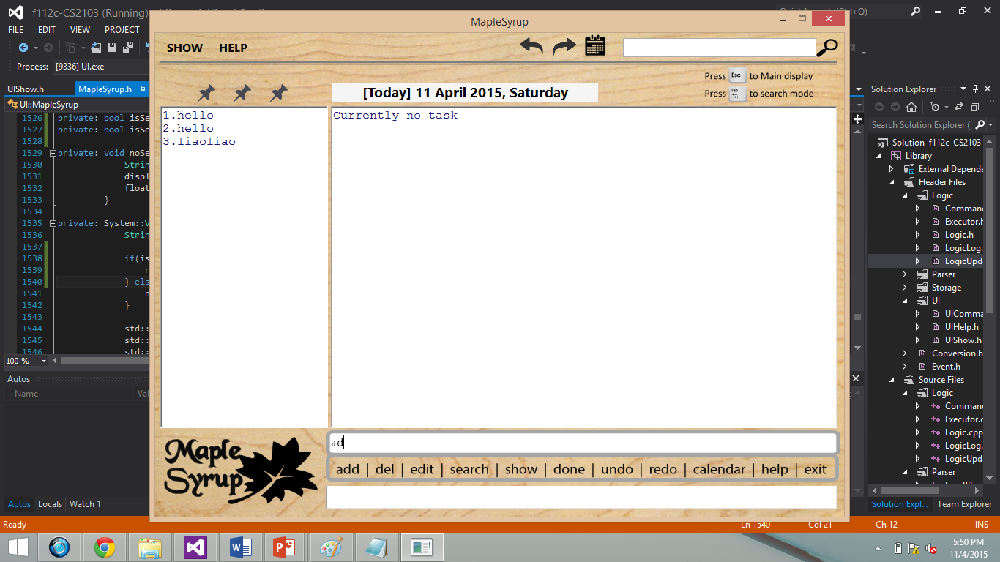 f112c-CS2103 (Running) - Microsoft Visual Studio
(Ctrl+Q)
FILE EDIT VIEW PROJECT
Process: [9336] UI.exe
UIShow.h MapleSyrup.h
UI::MapleSyrup
1526 private: bool isSe
1527 private: bool isSe
1528
1529 private: void noSe
1530 Strin
1531 displ
1532 float
1533 }
1534
1535 private: System::V
1536 Strin
1537
1538 if(is
1539 n
1540 } els
1541 n
1542 }
1543
1544 std::
1545 std::
1546 std::
100 %
Autos
Name Val
Autos Locals Watch 1
MapleSyrup
SHOW HELP
Press Esc to Main display
Press Tab to search mode
[Today] 11 April 2015, Saturday
1.hello
2.hello
3.liaoliao
Currently no task
ad
add | del | edit | search | show | done | undo | redo | calendar | help | exit
Maple
Syrup
Solution Explorer
Search Solution Explorer (
Solution 'f112c-CS2103'
Library
External Depende
Header Files
Logic
Comman
Executor.h
Logic.h
LogicLog.
LogicUpd
Parser
Storage
UI
UIComma
UIHelp.h
UIShow.h
Conversion.h
Event.h
Source Files
Logic
Comman
Executor.c
Logic.cpp
LogicLog.
LogicUpd
Parser
InputStrin
Solution Expl... Team Explorer
Ready Ln 1540 Col 21 Ch 12 INS
5:50 PM
11/4/2015